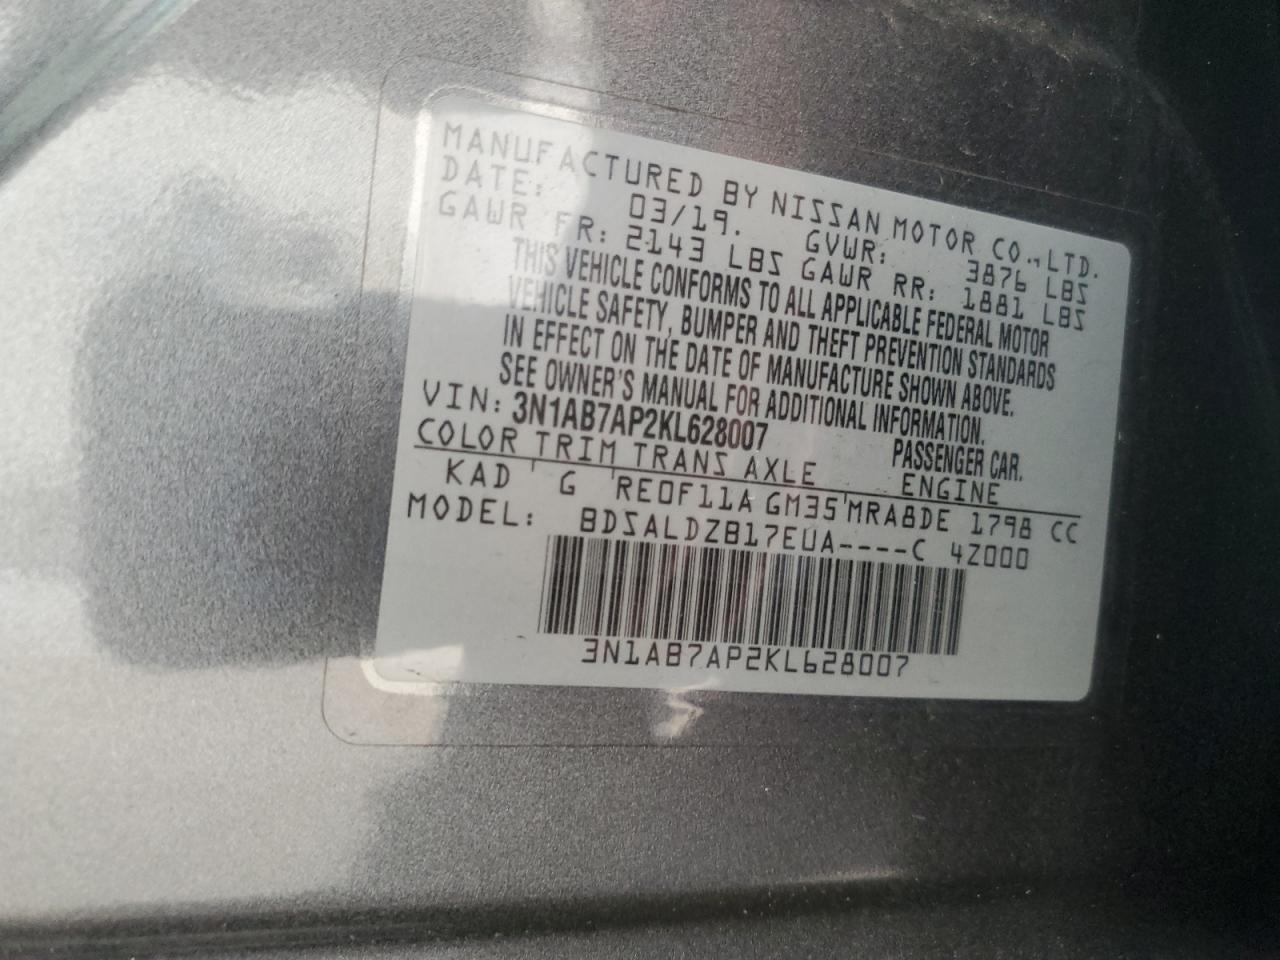 MANUFACTURED BY NISSAN MOTOR CO.,LTD.
DATE: 03/19. GVWR: 3876 LBS
GAWR FR: 2143 LBS GAWR RR: 1881 LBS
THIS VEHICLE CONFORMS TO ALL APPLICABLE FEDERAL MOTOR
VEHICLE SAFETY, BUMPER AND THEFT PREVENTION STANDARDS
IN EFFECT ON THE DATE OF MANUFACTURE SHOWN ABOVE.
SEE OWNER'S MANUAL FOR ADDITIONAL INFORMATION.
VIN: 3N1AB7AP2KL628007 PASSENGER CAR.
COLOR TRIM TRANS AXLE ENGINE
KAD G RE0F11A GM35 MRA8DE 1798 CC
MODEL: BDSALDZB17EUA----C 4Z000
3N1AB7AP2KL628007